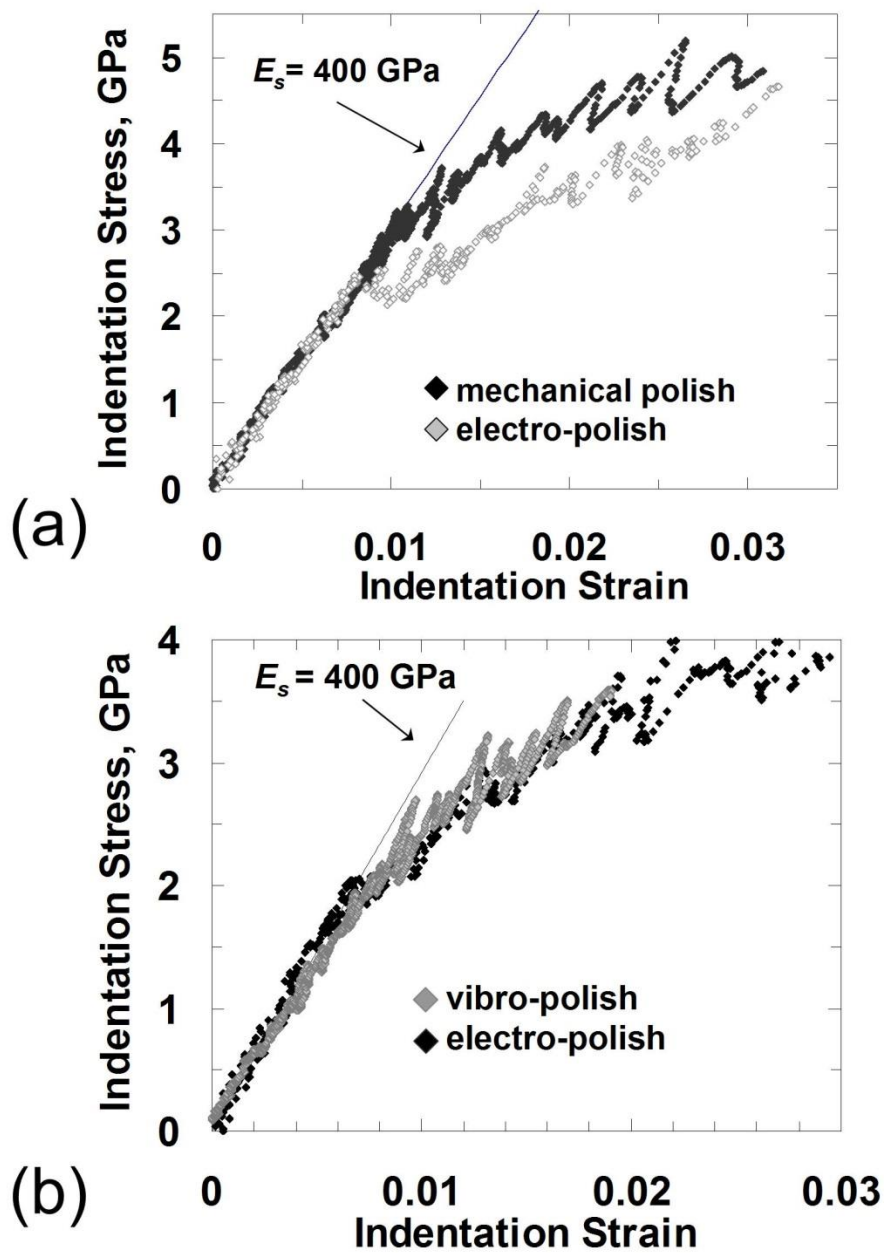 5
4
3
2
1
0
Indentation Stress, GPa
E_s = 400 GPa
mechanical polish
electro-polish
(a)
0 0.01 0.02 0.03
Indentation Strain
4
3
2
1
0
Indentation Stress, GPa
E_s = 400 GPa
vibro-polish
electro-polish
(b)
0 0.01 0.02 0.03
Indentation Strain